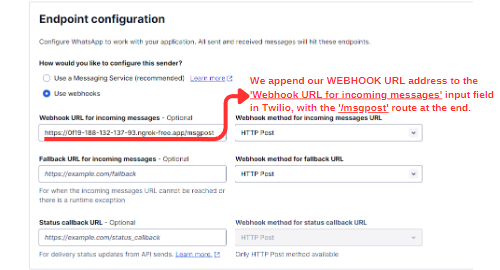 Endpoint configuration
Configure WhatsApp to work with your application. All sent and received messages will hit these endpoints.
How would you like to configure this sender?
Use a Messaging Service (recommended) Learn more
Use webhooks
We append our WEBHOOK URL address to the
'Webhook URL for incoming messages' input field
in Twilio, with the '/msgpost' route at the end.
Webhook URL for incoming messages - Optional
Webhook method for incoming messages URL
https://0f19-188-132-137-93.ngrok-free.app/msgpost
HTTP Post
Fallback URL for incoming messages - Optional
Webhook method for fallback URL
https://example.com/fallback
HTTP Post
For when the incoming messages URL cannot be reached or
there is a runtime exception
Status callback URL - Optional
Webhook method for status callback URL
https://example.com/status_callback
HTTP Post
For delivery status updates from API sends. Learn more.
Only HTTP Post method available